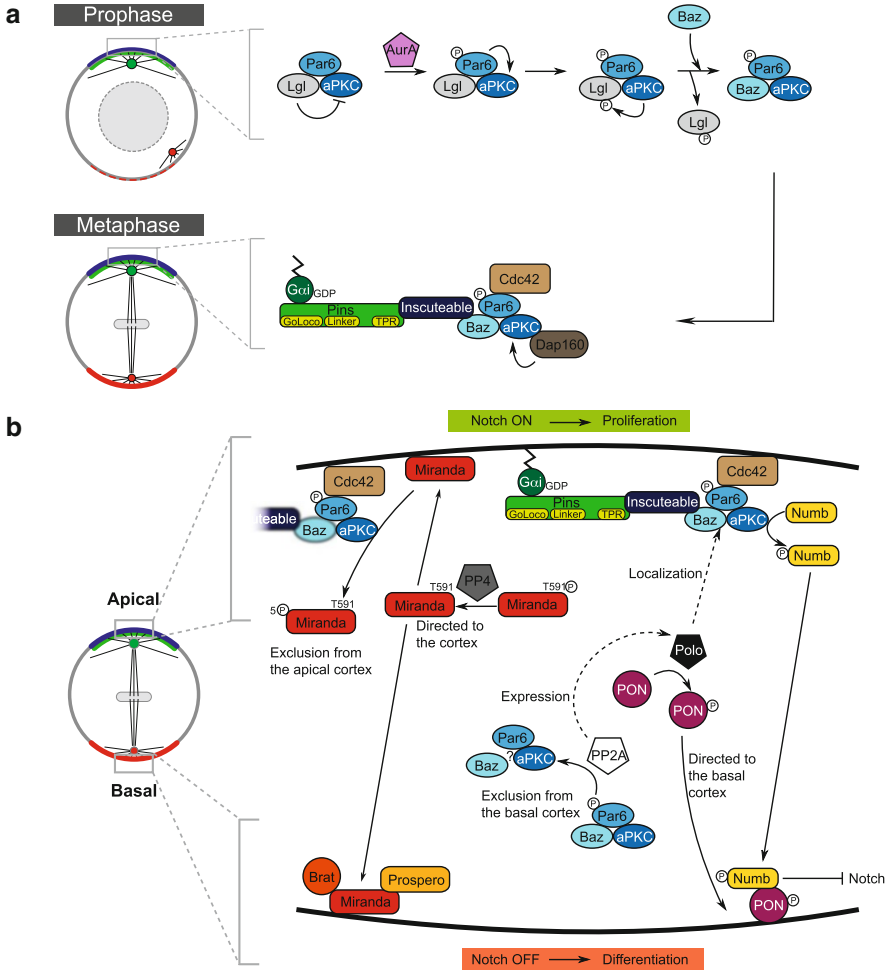 a
Prophase
Par6
Lgl
aPKC
AurA
P
Par6
Lgl
aPKC
P
Par6
Lgl
aPKC
P
Baz
Lgl
P
P
Par6
Baz
aPKC
Metaphase
Gαi
GDP
Pins
GoLoco
Linker
TPR
Inscuteable
Cdc42
P
Par6
Baz
aPKC
Dap160
b
Notch ON
Proliferation
Cdc42
P
Par6
uteable
Baz
aPKC
Miranda
Gαi
GDP
Pins
GoLoco
Linker
TPR
Inscuteable
Cdc42
P
Par6
Baz
aPKC
Numb
P
Numb
5
P
T591
Miranda
Exclusion from
the apical cortex
T591
Miranda
PP4
T591
P
Miranda
Directed to
the cortex
Localization
Polo
PON
PON
P
Expression
PP2A
Par6
Baz
?
aPKC
Exclusion from
the basal cortex
P
Par6
Baz
aPKC
Directed to
the basal
cortex
Apical
Basal
Brat
Miranda
Prospero
P
Numb
Notch
PON
P
Notch OFF
Differentiation